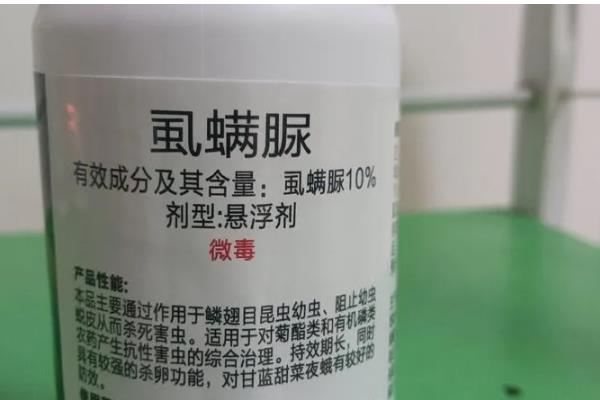 虱螨脲
有效成分及其含量：虱螨脲10%
剂型:悬浮剂
微毒
产品性能:
本品主要通过作用于鳞翅目昆虫幼虫、阻止幼虫
蜕皮从而杀死害虫。适用于对菊酯类和有机磷类
农药产生抗性害虫的综合治理。持效期长，同时
具有较强的杀卵功能，对甘蓝甜菜夜蛾有较好的
防效。